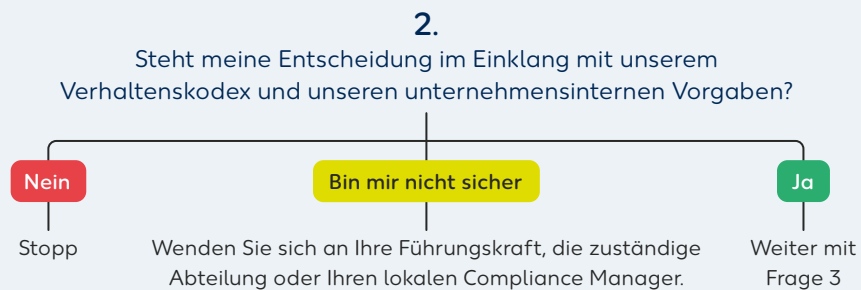 2.
Steht meine Entscheidung im Einklang mit unserem
Verhaltenskodex und unseren unternehmensinternen Vorgaben?
Nein
Bin mir nicht sicher
Ja
Stopp
Wenden Sie sich an Ihre Führungskraft, die zuständige
Abteilung oder Ihren lokalen Compliance Manager.
Weiter mit
Frage 3